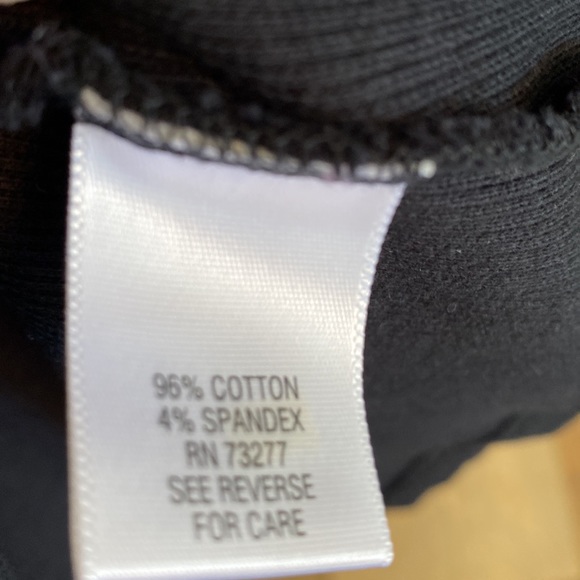 96% COTTON
4% SPANDEX
RN 73277
SEE REVERSE
FOR CARE